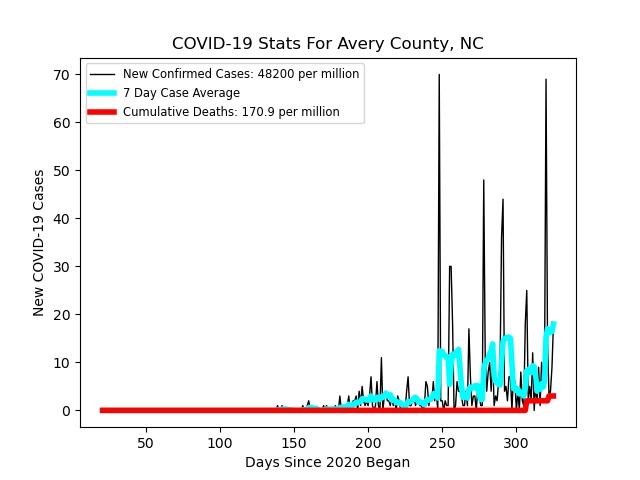 COVID-19 Stats For Avery County, NC
New Confirmed Cases: 48200 per million
7 Day Case Average
Cumulative Deaths: 170.9 per million
New COVID-19 Cases
70
60
50
40
30
20
10
0
50 100 150 200 250 300
Days Since 2020 Began